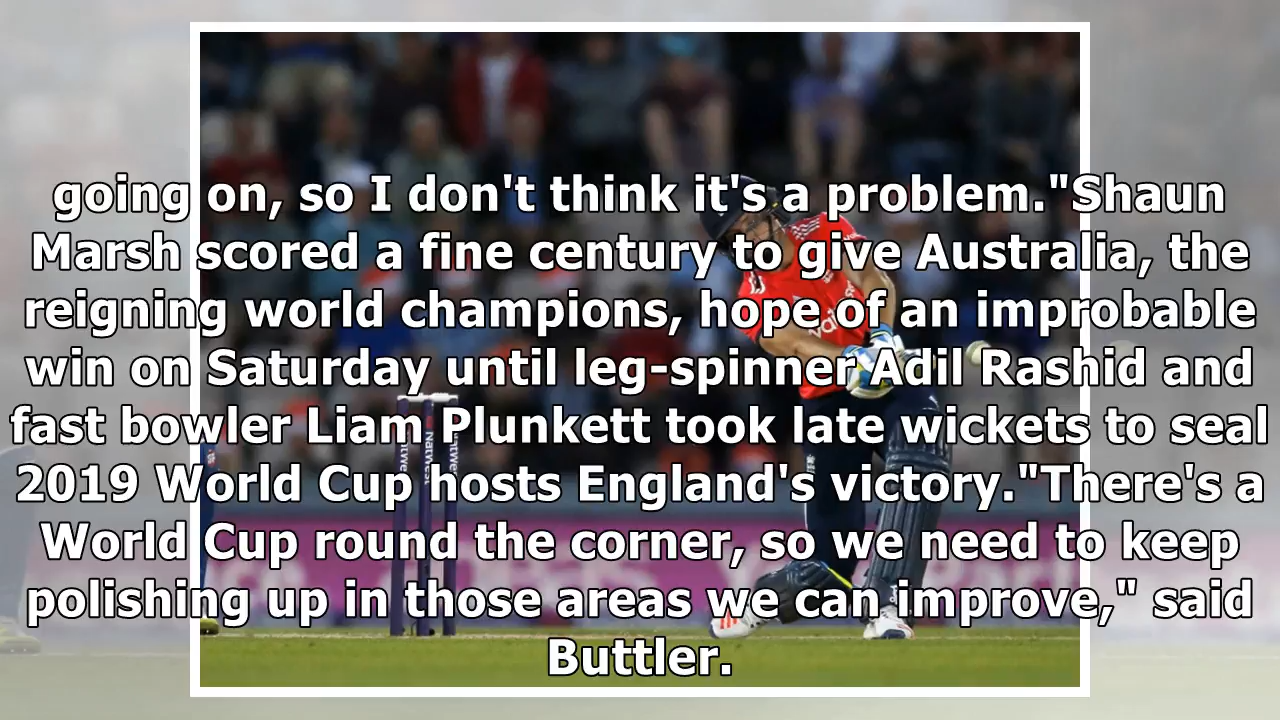 going on, so I don't think it's a problem."Shaun
Marsh scored a fine century to give Australia, the
reigning world champions, hope of an improbable
win on Saturday until leg-spinner Adil Rashid and
fast bowler Liam Plunkett took late wickets to seal
2019 World Cup hosts England's victory."There's a
World Cup round the corner, so we need to keep
polishing up in those areas we can improve," said
Buttler.